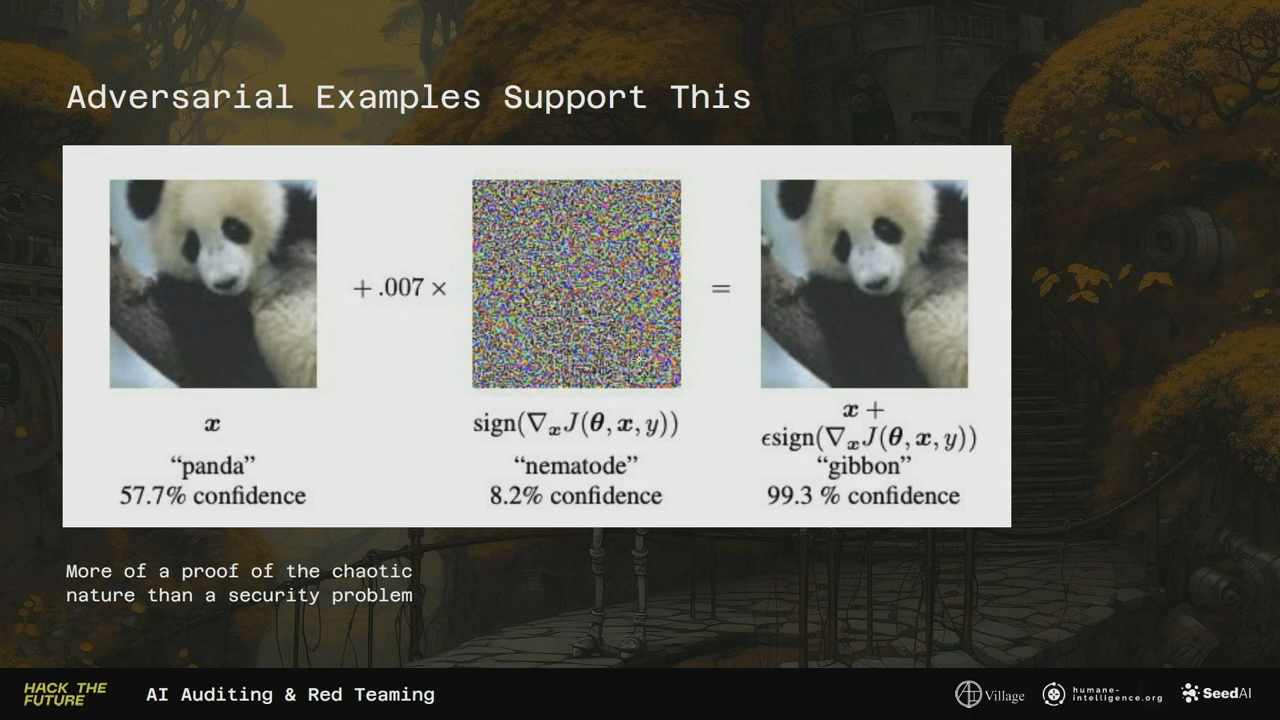 Adversarial Examples Support This
+ .007 ×
=
x
sign(∇ₓJ(θ, x, y))
x +
ϵsign(∇ₓJ(θ, x, y))
“panda”
“nematode”
“gibbon”
57.7% confidence
8.2% confidence
99.3 % confidence
More of a proof of the chaotic
nature than a security problem
HACK THE
FUTURE
AI Auditing & Red Teaming
AI Village
humane-
intelligence.org
SeedAI